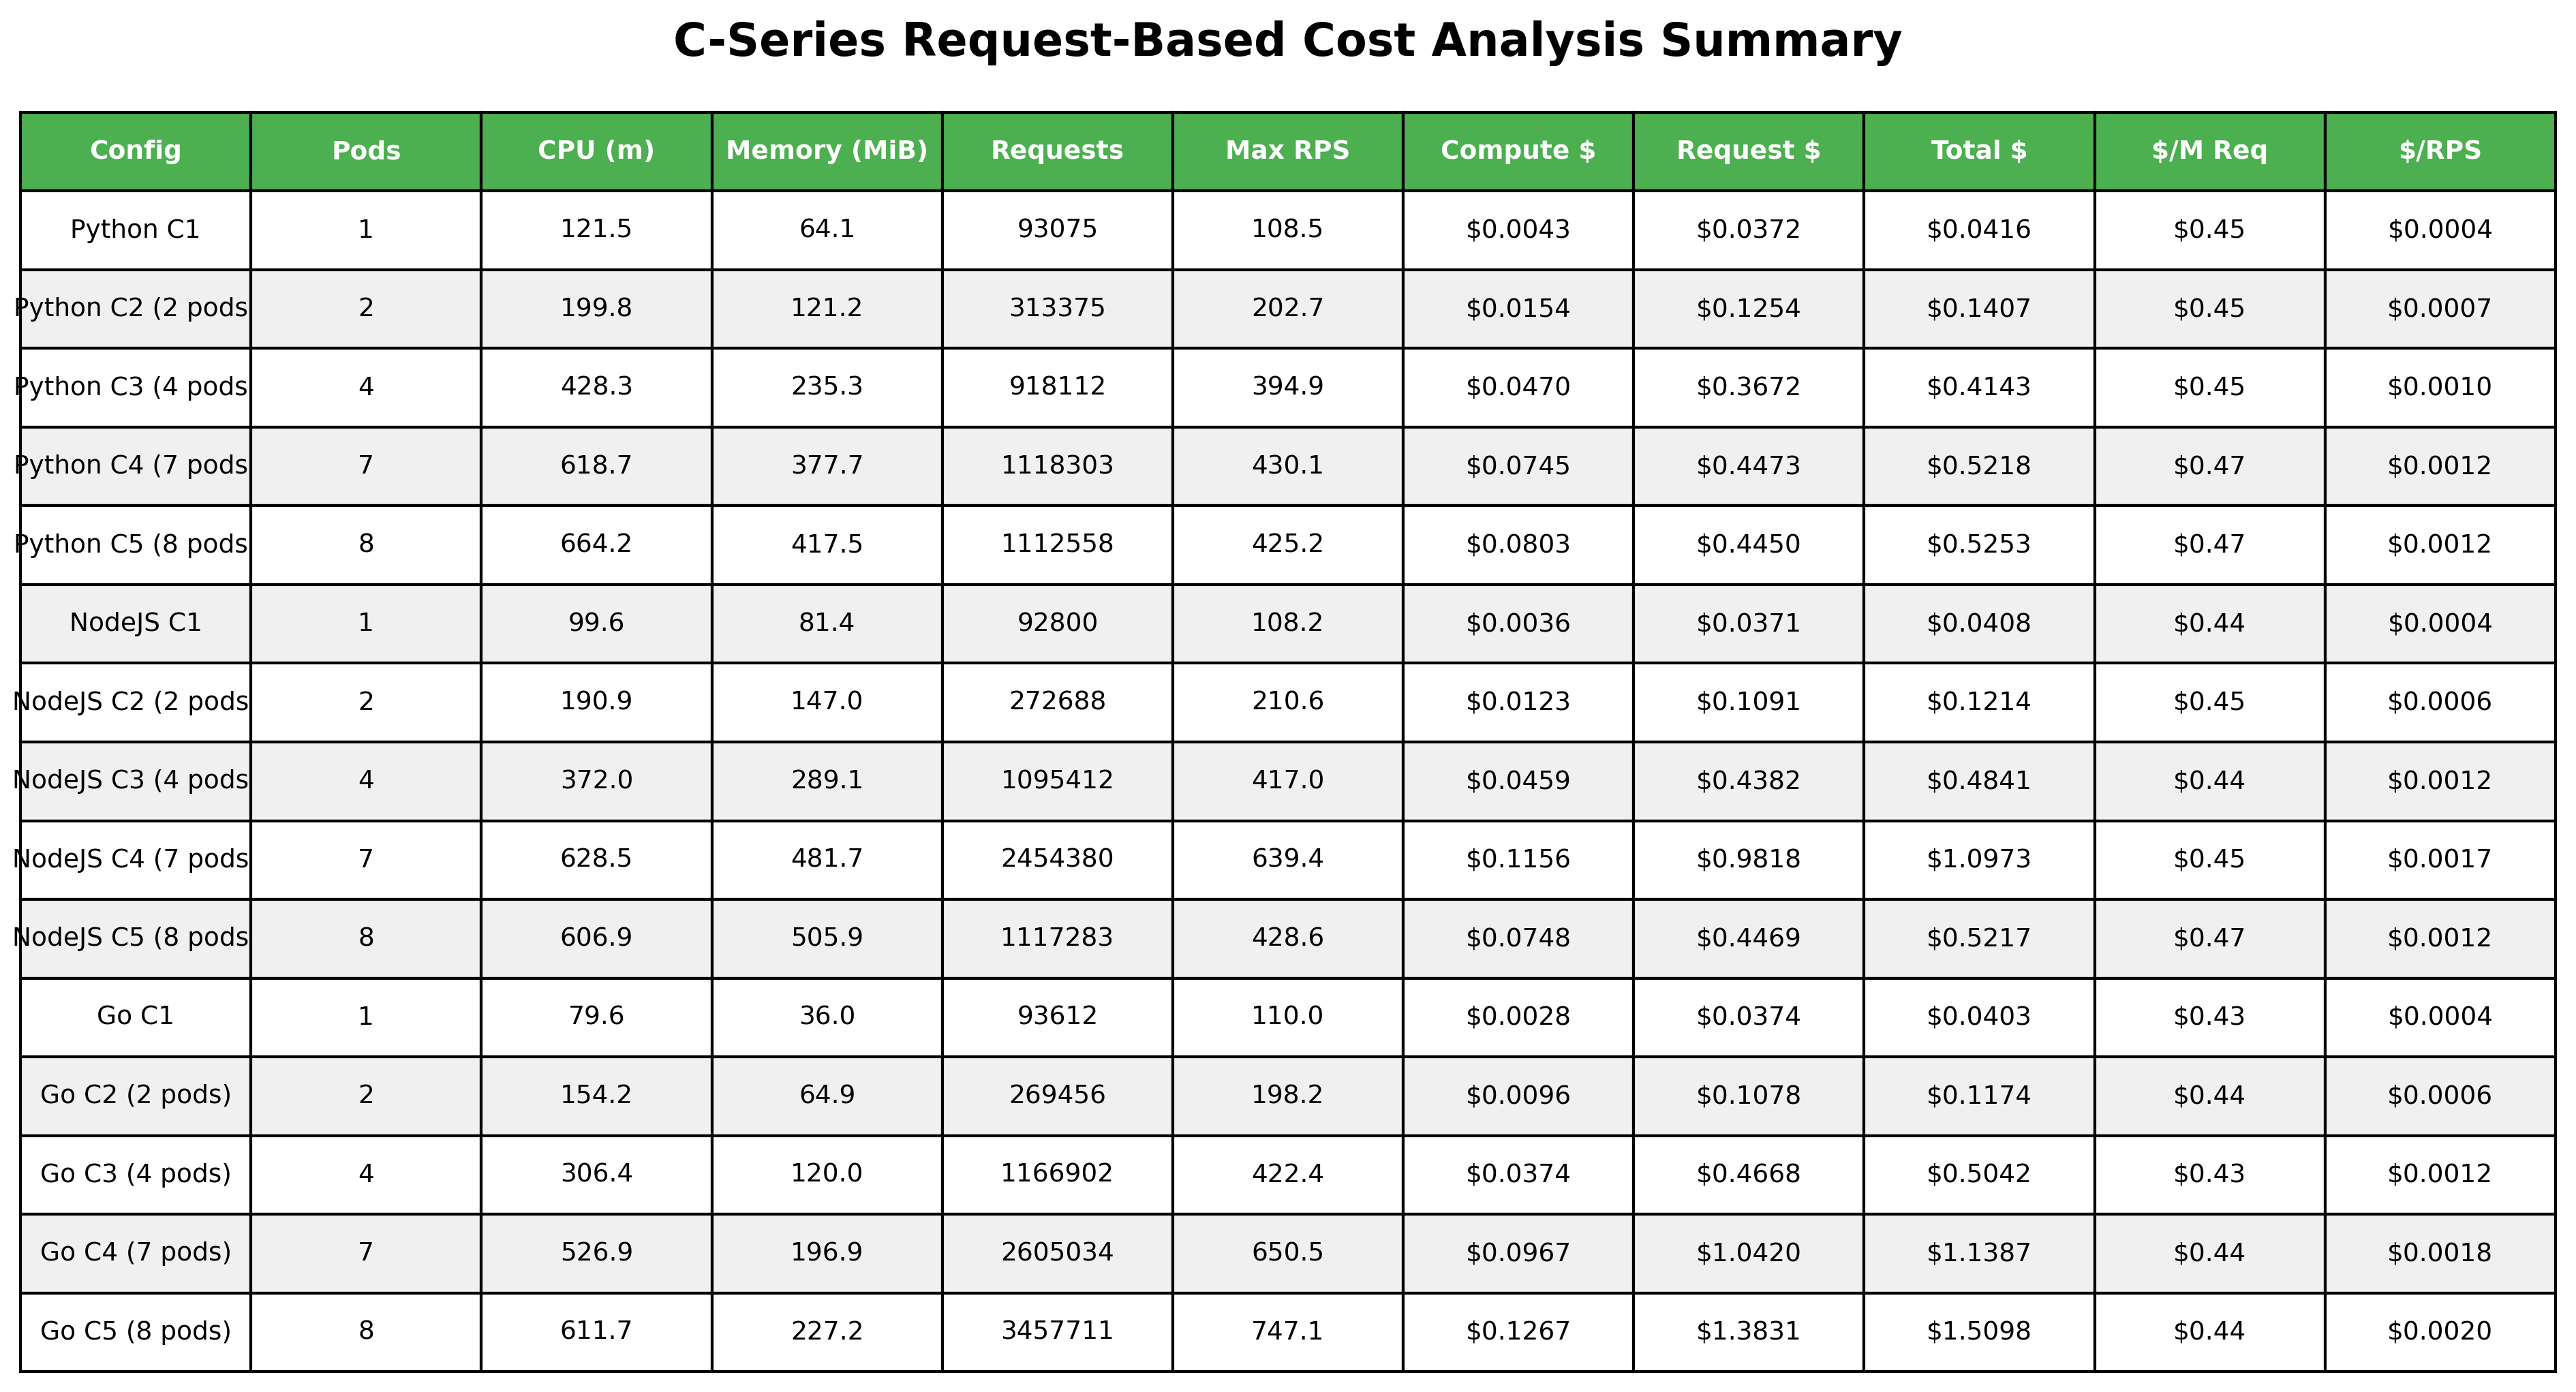 C-Series Request-Based Cost Analysis Summary
Config Pods CPU (m) Memory (MiB) Requests Max RPS Compute $ Request $ Total $ $/M Req $/RPS
Python C1 1 121.5 64.1 93075 108.5 $0.0043 $0.0372 $0.0416 $0.45 $0.0004
Python C2 (2 pods 2 199.8 121.2 313375 202.7 $0.0154 $0.1254 $0.1407 $0.45 $0.0007
Python C3 (4 pods 4 428.3 235.3 918112 394.9 $0.0470 $0.3672 $0.4143 $0.45 $0.0010
Python C4 (7 pods 7 618.7 377.7 1118303 430.1 $0.0745 $0.4473 $0.5218 $0.47 $0.0012
Python C5 (8 pods 8 664.2 417.5 1112558 425.2 $0.0803 $0.4450 $0.5253 $0.47 $0.0012
NodeJS C1 1 99.6 81.4 92800 108.2 $0.0036 $0.0371 $0.0408 $0.44 $0.0004
NodeJS C2 (2 pods 2 190.9 147.0 272688 210.6 $0.0123 $0.1091 $0.1214 $0.45 $0.0006
NodeJS C3 (4 pods 4 372.0 289.1 1095412 417.0 $0.0459 $0.4382 $0.4841 $0.44 $0.0012
NodeJS C4 (7 pods 7 628.5 481.7 2454380 639.4 $0.1156 $0.9818 $1.0973 $0.45 $0.0017
NodeJS C5 (8 pods 8 606.9 505.9 1117283 428.6 $0.0748 $0.4469 $0.5217 $0.47 $0.0012
Go C1 1 79.6 36.0 93612 110.0 $0.0028 $0.0374 $0.0403 $0.43 $0.0004
Go C2 (2 pods) 2 154.2 64.9 269456 198.2 $0.0096 $0.1078 $0.1174 $0.44 $0.0006
Go C3 (4 pods) 4 306.4 120.0 1166902 422.4 $0.0374 $0.4668 $0.5042 $0.43 $0.0012
Go C4 (7 pods) 7 526.9 196.9 2605034 650.5 $0.0967 $1.0420 $1.1387 $0.44 $0.0018
Go C5 (8 pods) 8 611.7 227.2 3457711 747.1 $0.1267 $1.3831 $1.5098 $0.44 $0.0020